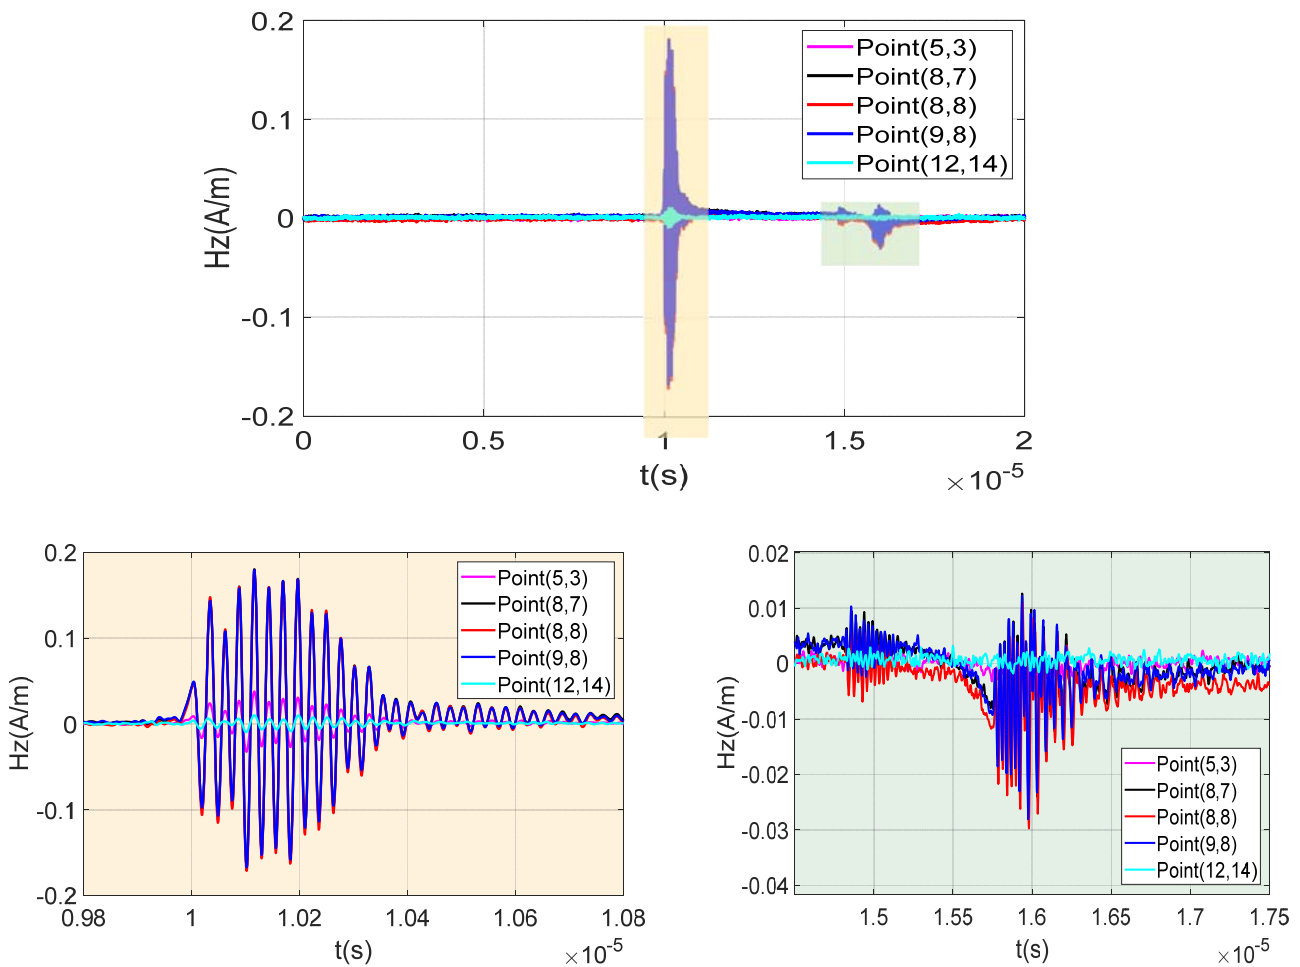 0.2
0.1
0
-0.1
-0.2
Hz(A/m)
Point(5,3)
Point(8,7)
Point(8,8)
Point(9,8)
Point(12,14)
0 0.5 1 1.5 2
t(s)
×10-5
0.2
0.1
0
-0.1
-0.2
Hz(A/m)
Point(5,3)
Point(8,7)
Point(8,8)
Point(9,8)
Point(12,14)
0.98 1 1.02 1.04 1.06 1.08
t(s)
×10-5
0.02
0.010
0
-0.01
-0.02
-0.03
-0.04
Hz(A/m)
Point(5,3)
Point(8,7)
Point(8,8)
Point(9,8)
Point(12,14)
1.5 1.55 1.6 1.65 1.7 1.75
t(s)
×10-5